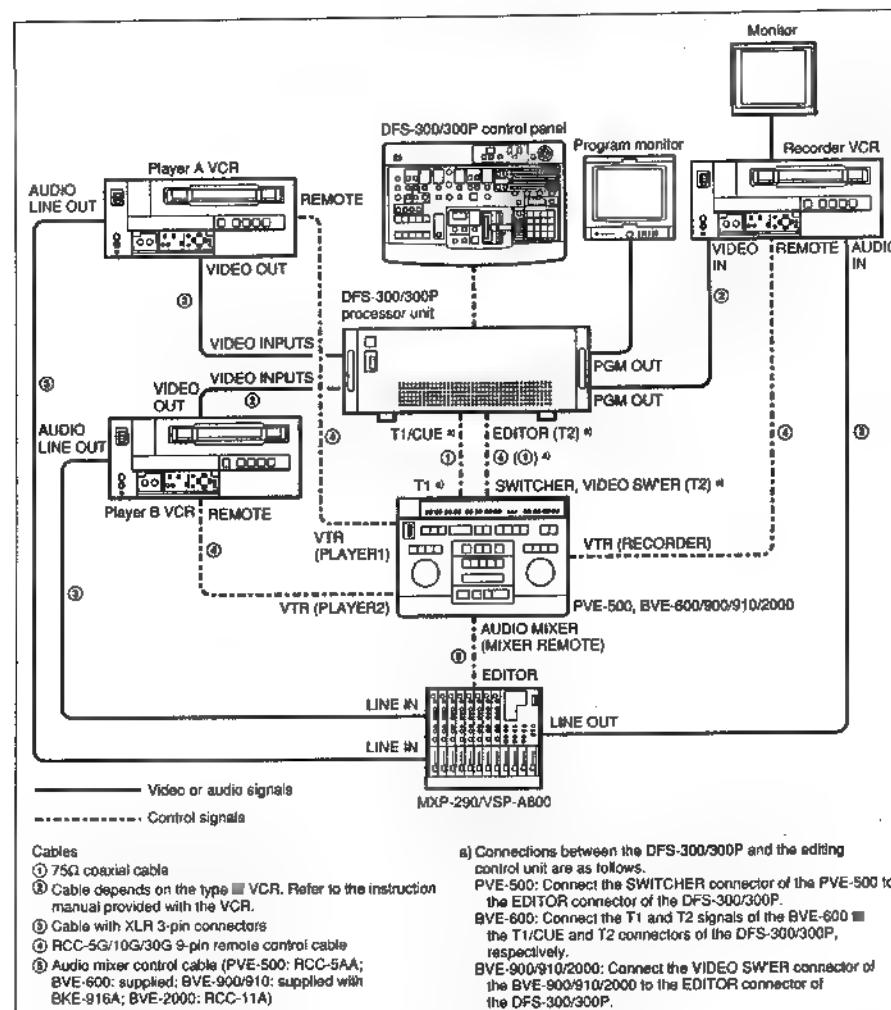 Monitor
DFS-300/300P control panel
Program monitor
Recorder VCR
Player A VCR
AUDIO
LINE OUT
REMOTE
VIDEO OUT
VIDEO
IN
REMOTE
AUDIO
IN
②
DFS-300/300P
processor unit
VIDEO INPUTS
PGM OUT
VIDEO
OUT
VIDEO INPUTS
②
PGM OUT
AUDIO
LINE OUT
T1/CUE a)
EDITOR (T2) a)
④
①
④ (①) a)
④
T1 a)
SWITCHER, VIDEO SW'ER (T2) a)
Player B VCR
REMOTE
④
VTR
(PLAYER1)
VTR (RECORDER)
VTR (PLAYER2)
PVE-500, BVE-600/900/910/2000
AUDIO MIXER
(MIXER REMOTE)
EDITOR
LINE IN
LINE OUT
LINE IN
MXP-290/VSP-A800
Video or audio signals
Control signals
Cables
① 75Ω coaxial cable
② Cable depends on the type VCR. Refer to the instruction
manual provided with the VCR.
③ Cable with XLR 3-pin connectors
④ RCC-5G/10G/30G 9-pin remote control cable
⑤ Audio mixer control cable (PVE-500: RCC-5AA;
BVE-600: supplied; BVE-900/910: supplied with
BKE-916A; BVE-2000: RCC-11A)
a) Connections between the DFS-300/300P and the editing
control unit are as follows.
PVE-500: Connect the SWITCHER connector of the PVE-500 to
the EDITOR connector of the DFS-300/300P.
BVE-600: Connect the T1 and T2 signals of the BVE-600
the T1/CUE and T2 connectors of the DFS-300/300P,
respectively.
BVE-900/910/2000: Connect the VIDEO SW'ER connector of
the BVE-900/910/2000 to the EDITOR connector of
the DFS-300/300P.